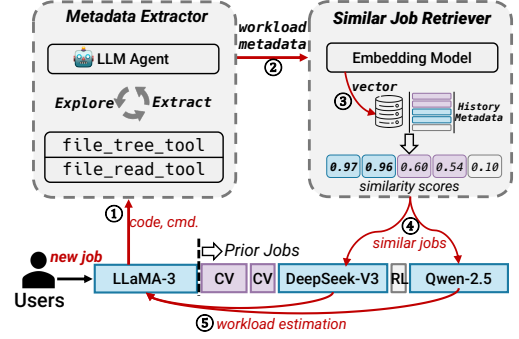 Metadata Extractor
LLM Agent
Explore
Extract
file_tree_tool
file_read_tool
workload
metadata
②
Similar Job Retriever
Embedding Model
③
vector
History
Metadata
0.97 0.96 0.60 0.54 0.10
similarity scores
①
code, cmd.
④
similar jobs
new job
Prior Jobs
Users
LLaMA-3
CV
CV
DeepSeek-V3
RL
Qwen-2.5
⑤ workload estimation